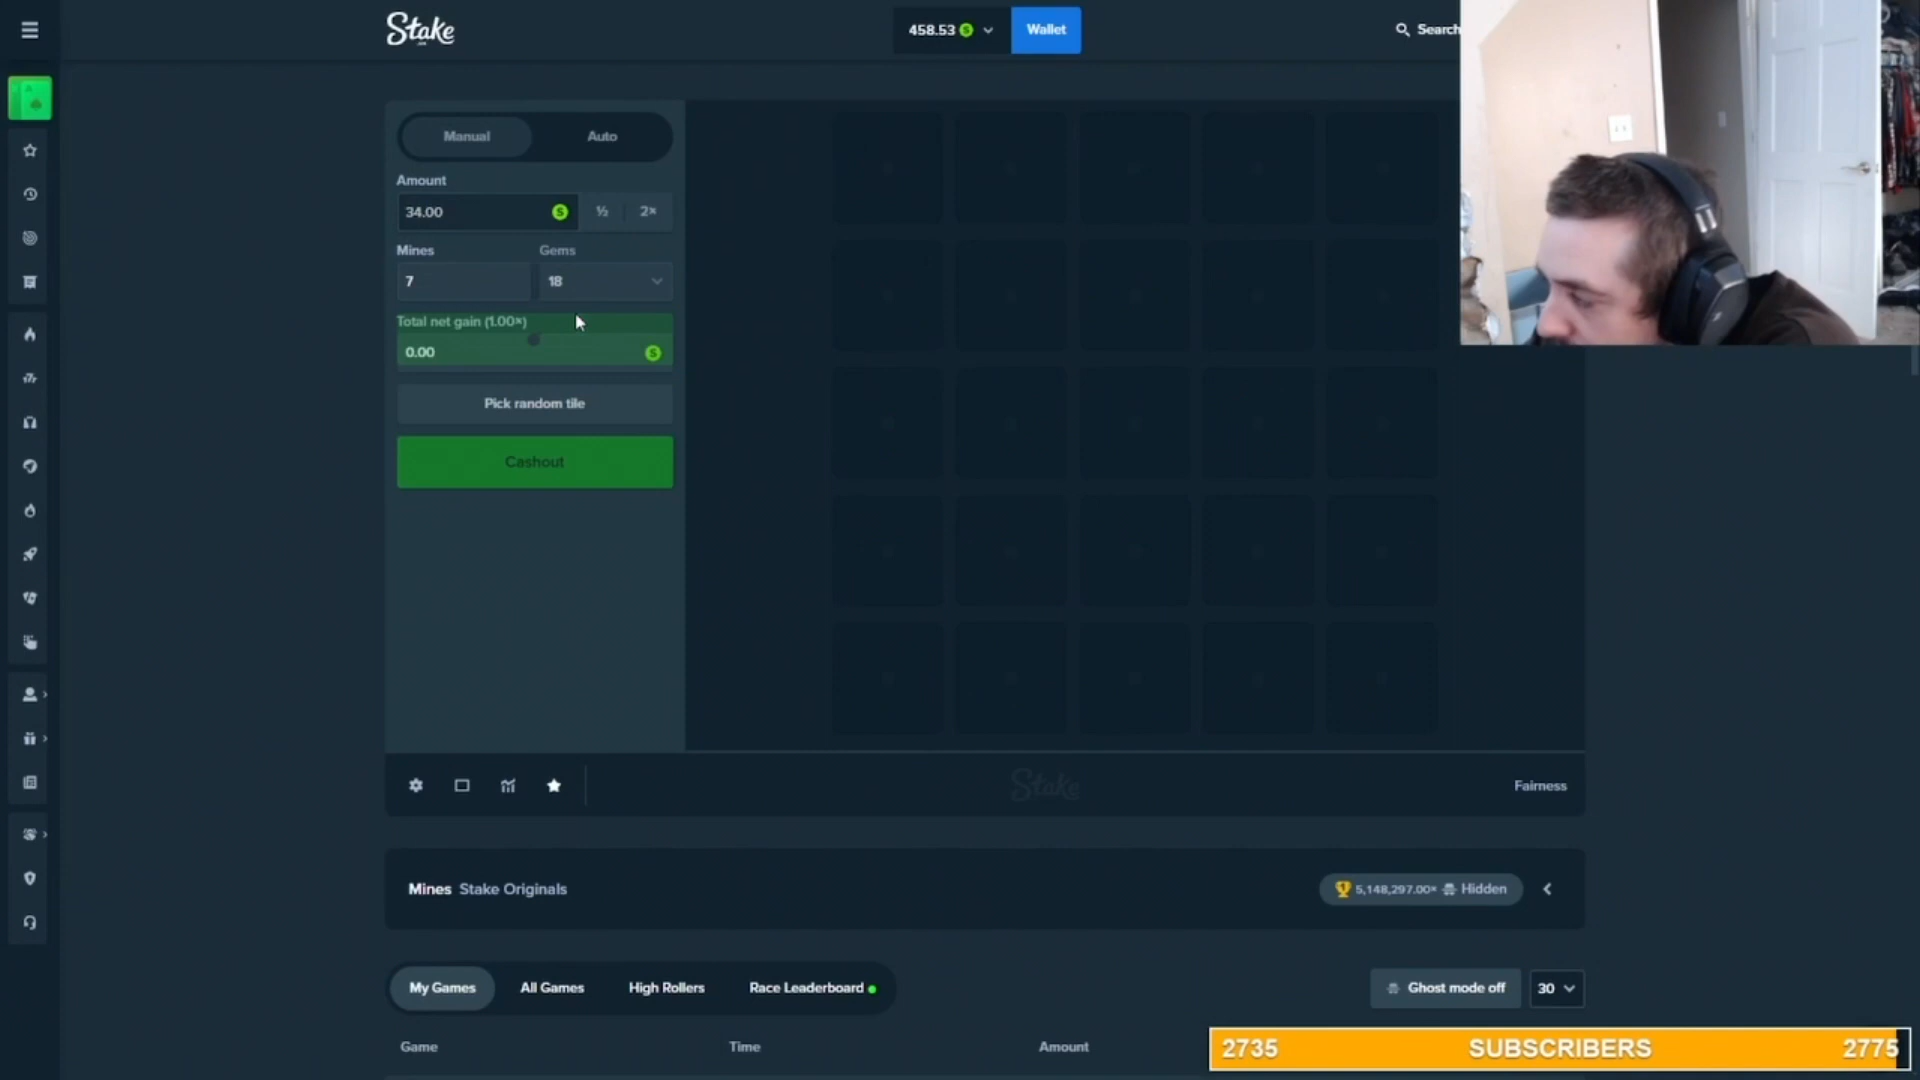 Stake
458.53
Wallet
Search
Manual
Auto
Amount
34.00
½
2×
Mines
Gems
7
18
Total net gain (1.00×)
0.00
Pick random tile
Cashout
Stake
Fairness
Mines Stake Originals
5,148,297.00× Hidden
My Games
All Games
High Rollers
Race Leaderboard
Ghost mode off
30
Game
Time
Amount
2735
SUBSCRIBERS
2775